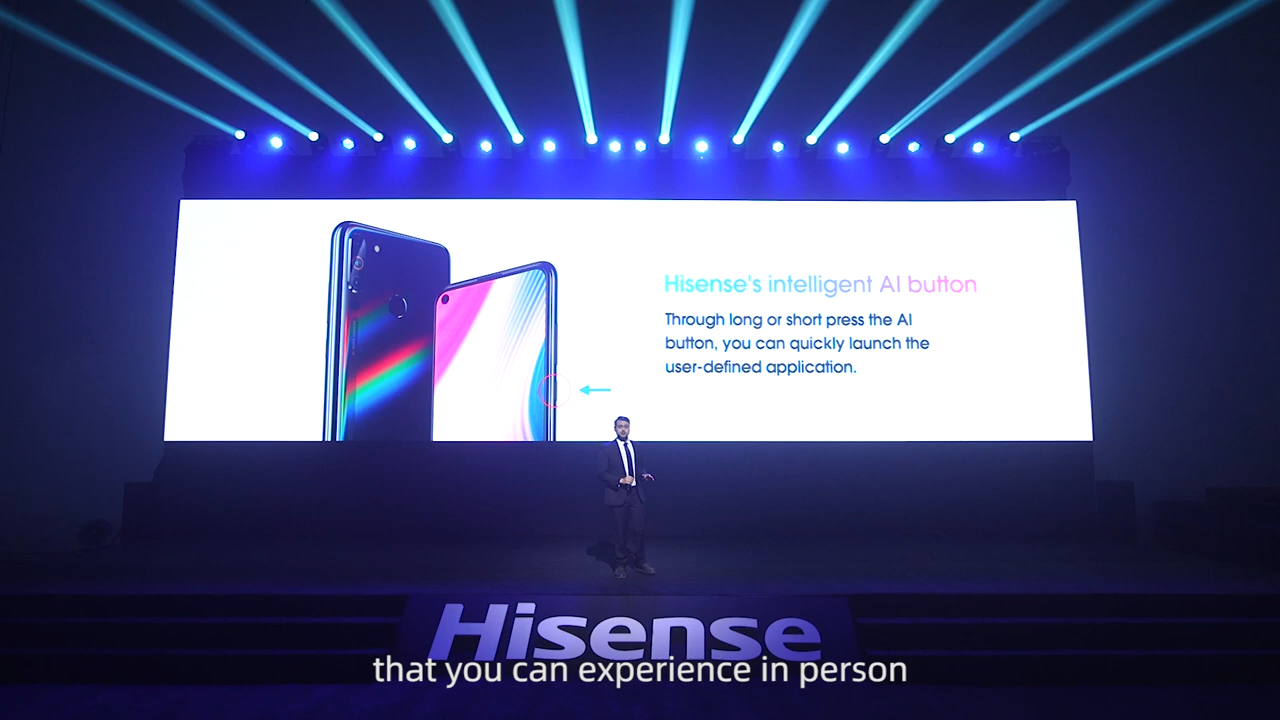 Hisense's intelligent AI button
Through long or short press the AI
button, you can quickly launch the
user-defined application.
Hisense
that you can experience in person